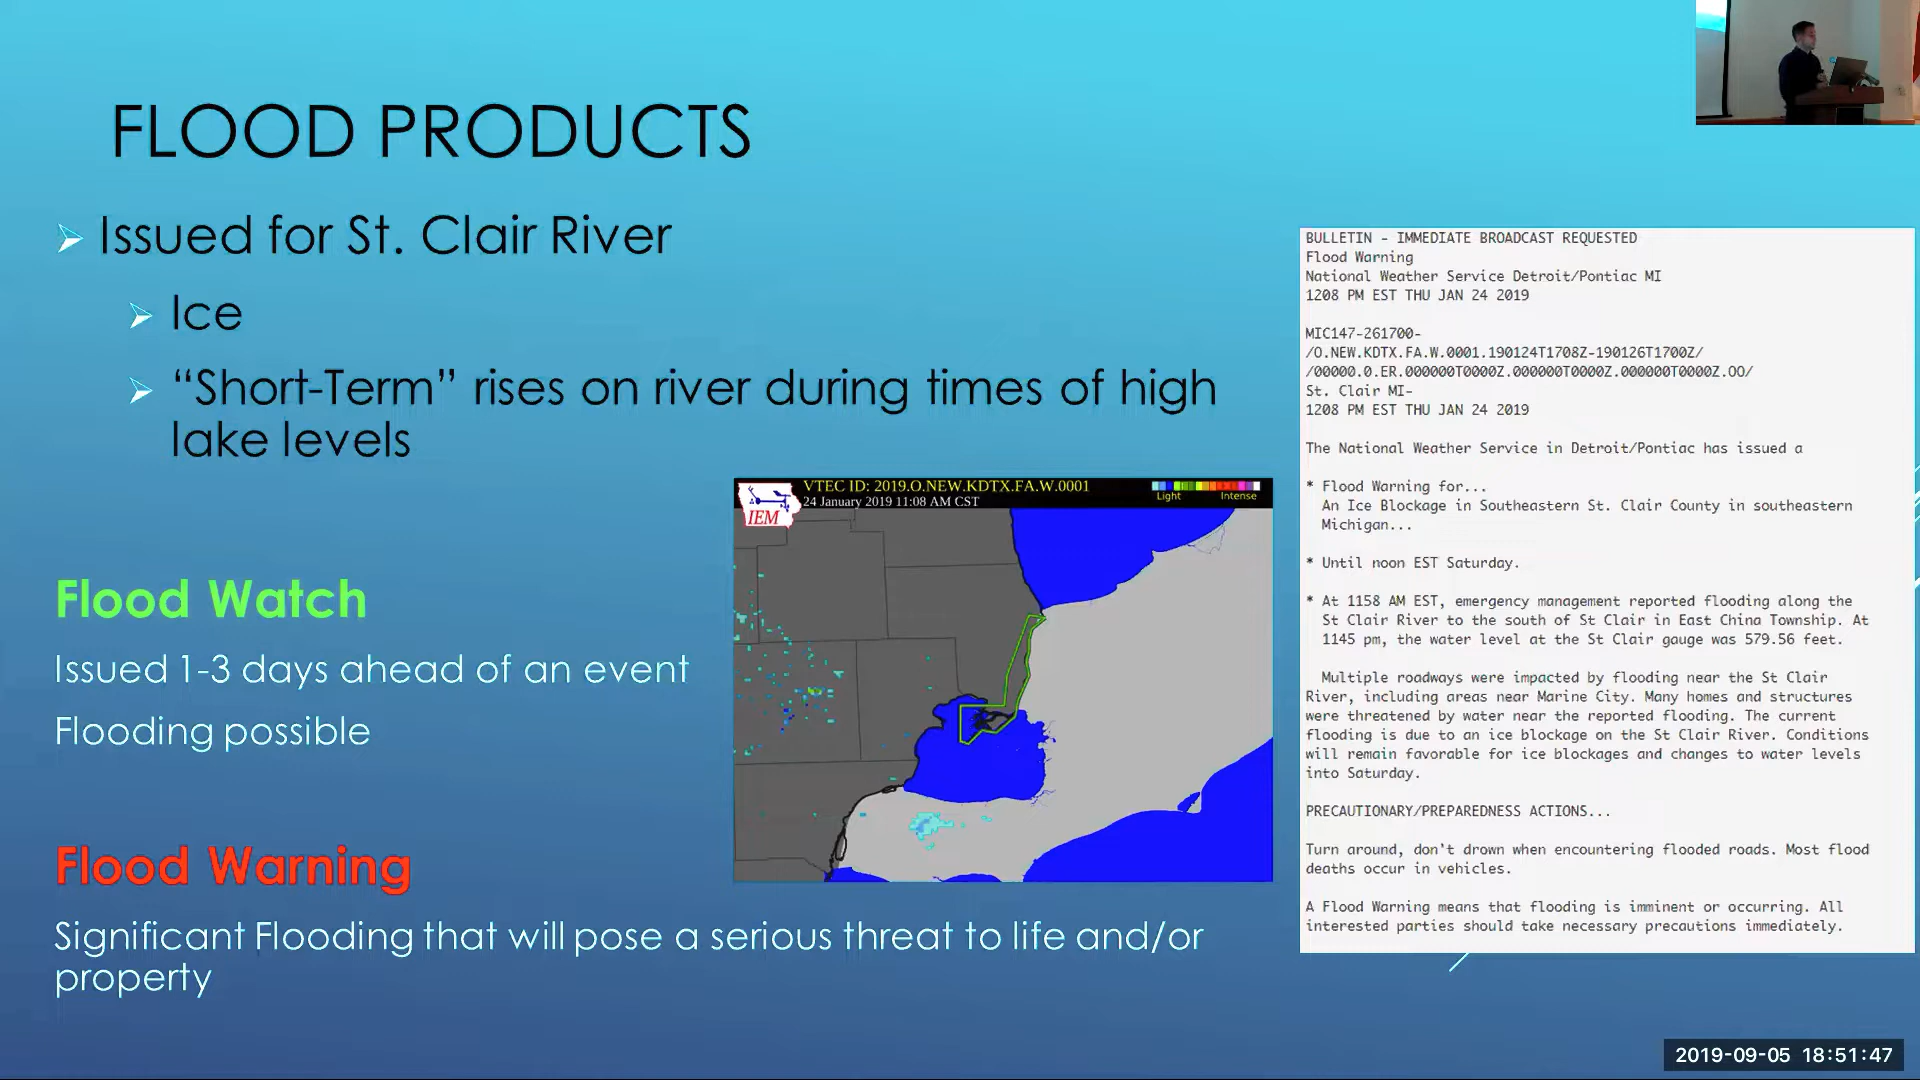 FLOOD PRODUCTS
Issued for St. Clair River
Ice
“Short-Term” rises on river during times of high
lake levels
Flood Watch
Issued 1-3 days ahead of an event
Flooding possible
Flood Warning
Significant Flooding that will pose a serious threat to life and/or
property
IEM
VTEC ID: 2019.O.NEW.KDTX.FA.W.0001
24 January 2019 11:08 AM CST
Light Intense
BULLETIN - IMMEDIATE BROADCAST REQUESTED
Flood Warning
National Weather Service Detroit/Pontiac MI
1208 PM EST THU JAN 24 2019
MIC147-261700-
/O.NEW.KDTX.FA.W.0001.190124T1708Z-190126T1700Z/
/00000.0.ER.000000T0000Z.000000T0000Z.000000T0000Z.OO/
St. Clair MI-
1208 PM EST THU JAN 24 2019
The National Weather Service in Detroit/Pontiac has issued a
* Flood Warning for...
An Ice Blockage in Southeastern St. Clair County in southeastern
Michigan...
* Until noon EST Saturday.
* At 1158 AM EST, emergency management reported flooding along the
St Clair River to the south of St Clair in East China Township. At
1145 pm, the water level at the St Clair gauge was 579.56 feet.
Multiple roadways were impacted by flooding near the St Clair
River, including areas near Marine City. Many homes and structures
were threatened by water near the reported flooding. The current
flooding is due to an ice blockage on the St Clair River. Conditions
will remain favorable for ice blockages and changes to water levels
into Saturday.
PRECAUTIONARY/PREPAREDNESS ACTIONS...
Turn around, don't drown when encountering flooded roads. Most flood
deaths occur in vehicles.
A Flood Warning means that flooding is imminent or occurring. All
interested parties should take necessary precautions immediately.
2019-09-05 18:51:47